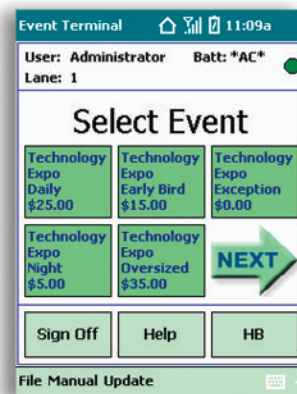 Event Terminal 11:09a
User: Administrator Batt: *AC*
Lane: 1
Select Event
Technology Expo Daily $25.00
Technology Expo Early Bird $15.00
Technology Expo Exception $0.00
Technology Expo Night $5.00
Technology Expo Oversized $35.00
NEXT
Sign Off Help HB
File Manual Update